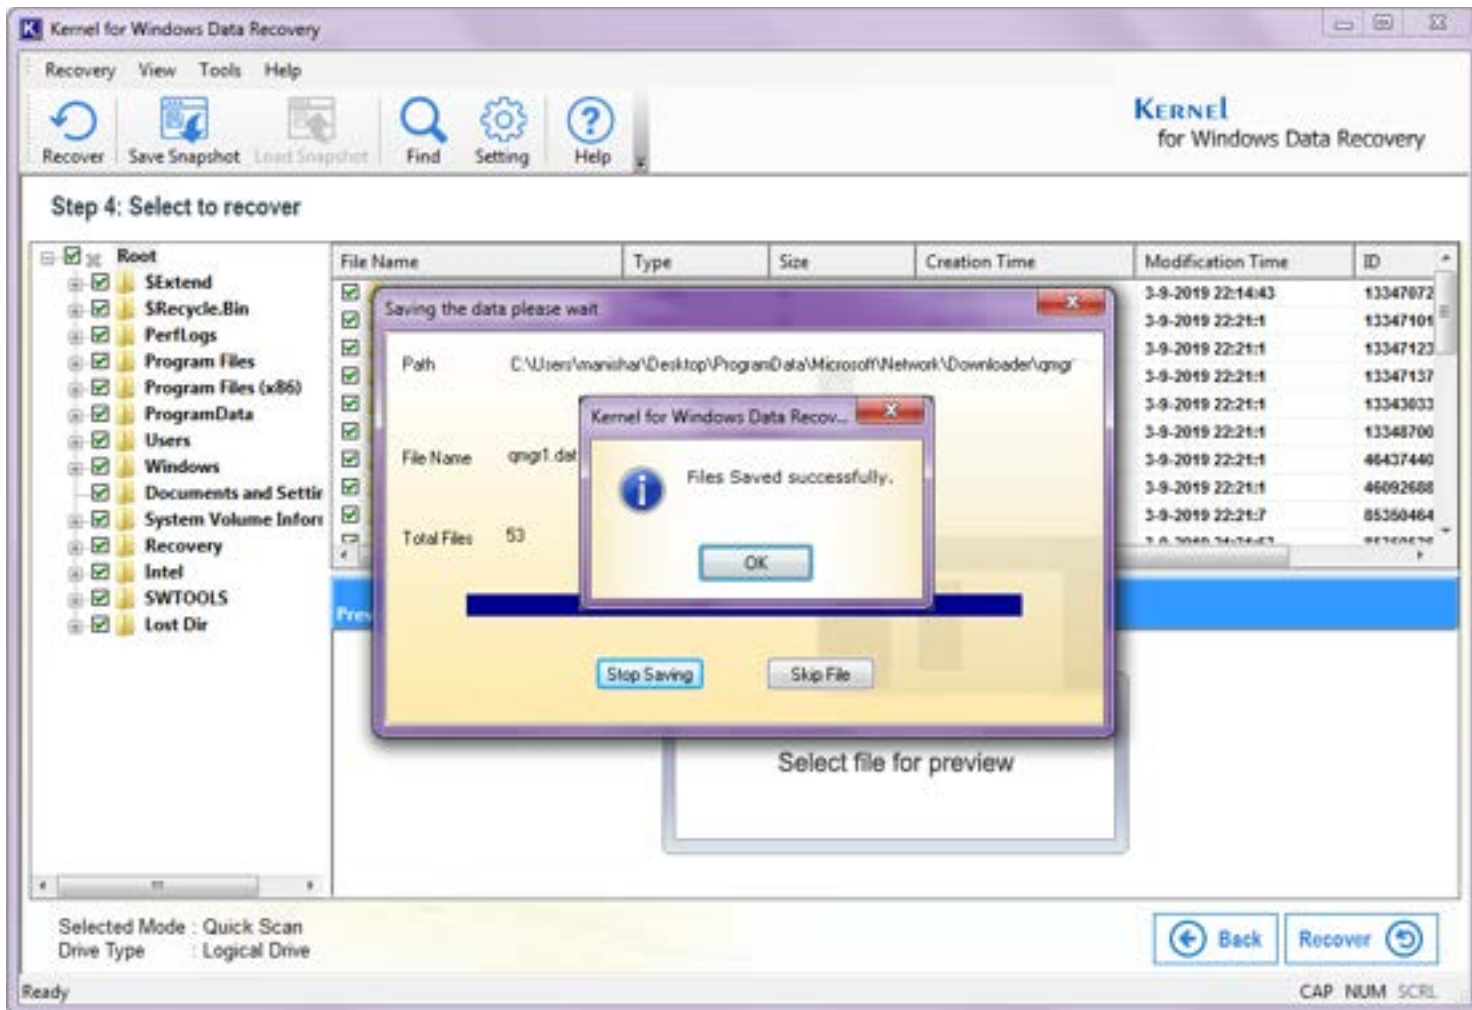 Kernel for Windows Data Recovery
Recovery View Tools Help
Recover Save Snapshot Load Snapshot Find Setting Help
KERNEL
for Windows Data Recovery
Step 4: Select to recover
Root
$Extend
$Recycle.Bin
PerfLogs
Program Files
Program Files (x86)
ProgramData
Users
Windows
Documents and Settin
System Volume Inform
Recovery
Intel
SWTOOLS
Lost Dir
File Name Type Size Creation Time Modification Time ID
3-9-2019 22:14:43 13347072
3-9-2019 22:21:1 13347101
3-9-2019 22:21:1 13347123
3-9-2019 22:21:1 13347137
3-9-2019 22:21:1 13343033
3-9-2019 22:21:1 13348700
3-9-2019 22:21:1 46437440
3-9-2019 22:21:1 46092688
3-9-2019 22:21:7 85350464
Saving the data please wait
Path C:\Users\manishar\Desktop\ProgramData\Microsoft\Network\Downloader\qmgr
File Name qmgr1.dat
Total Files 53
Stop Saving Skip File
Kernel for Windows Data Recov...
Files Saved successfully.
OK
Prev
Select file for preview
Selected Mode : Quick Scan
Drive Type : Logical Drive
Back Recover
Ready
CAP NUM SCRL